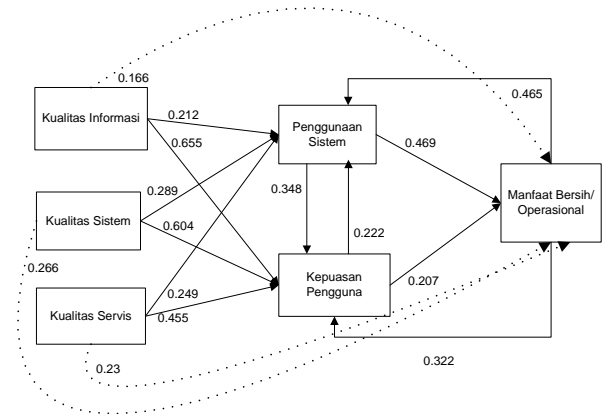 0.166
Kualitas Informasi
0.212
0.655
Penggunaan
Sistem
0.465
0.469
Kualitas Sistem
0.289
0.604
0.348
0.222
Manfaat Bersih/
Operasional
0.266
Kualitas Servis
0.249
0.455
Kepuasan
Pengguna
0.207
0.23
0.322